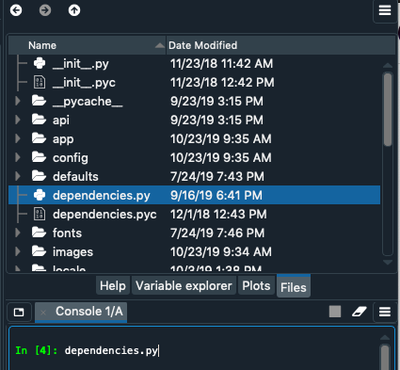 Name Date Modified
__init__.py 11/23/18 11:42 AM
__init__.pyc 11/23/18 12:42 PM
__pycache__ 9/23/19 3:15 PM
api 9/23/19 3:15 PM
app 10/23/19 9:35 AM
config 10/23/19 9:35 AM
defaults 7/24/19 7:43 PM
dependencies.py 9/16/19 6:41 PM
dependencies.pyc 12/1/18 12:43 PM
fonts 7/24/19 7:46 PM
images 10/23/19 9:34 AM
locale 10/3/19 1:38 PM
Help Variable explorer Plots Files
Console 1/A
In [4]: dependencies.py